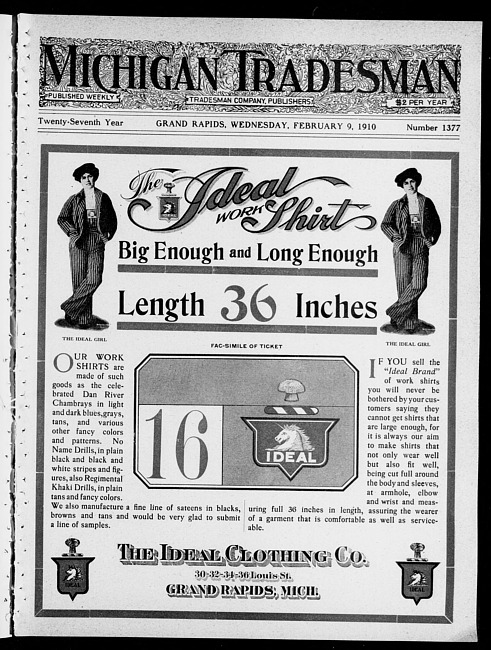 MICHIGAN TRADESMAN
PUBLISHED WEEKLY
TRADESMAN COMPANY, PUBLISHERS
$2 PER YEAR
Twenty-Seventh Year
GRAND RAPIDS, WEDNESDAY, FEBRUARY 9, 1910
Number 1377
The Ideal
WORK Shirt
Big Enough and Long Enough
Length 36 Inches
THE IDEAL GIRL
THE IDEAL GIRL
FAC-SIMILE OF TICKET
OUR WORK
SHIRTS are
made of such
goods as the cele-
brated Dan River
Chambrays in light
and dark blues, grays,
tans, and various
other fancy colors
and patterns. No
Name Drills, in plain
black and black and
white stripes and fig-
ures, also Regimental
Khaki Drills, in plain
tans and fancy colors.
We also manufacture a fine line of sateens in blacks,
browns and tans and would be very glad to submit
a line of samples.
16
IDEAL
IF YOU sell the
"Ideal Brand"
of work shirts
you will never be
bothered by your cus-
tomers saying they
cannot get shirts that
are large enough, for
it is always our aim
to make shirts that
not only wear well
but also fit well,
being cut full around
the body and sleeves,
at armhole, elbow
and wrist and meas-
uring full 36 inches in length, assuring the wearer
of a garment that is comfortable as well as service-
able.
THE IDEAL CLOTHING CO.
30-32-34-36 Louis St.
GRAND RAPIDS, MICH.
IDEAL
IDEAL